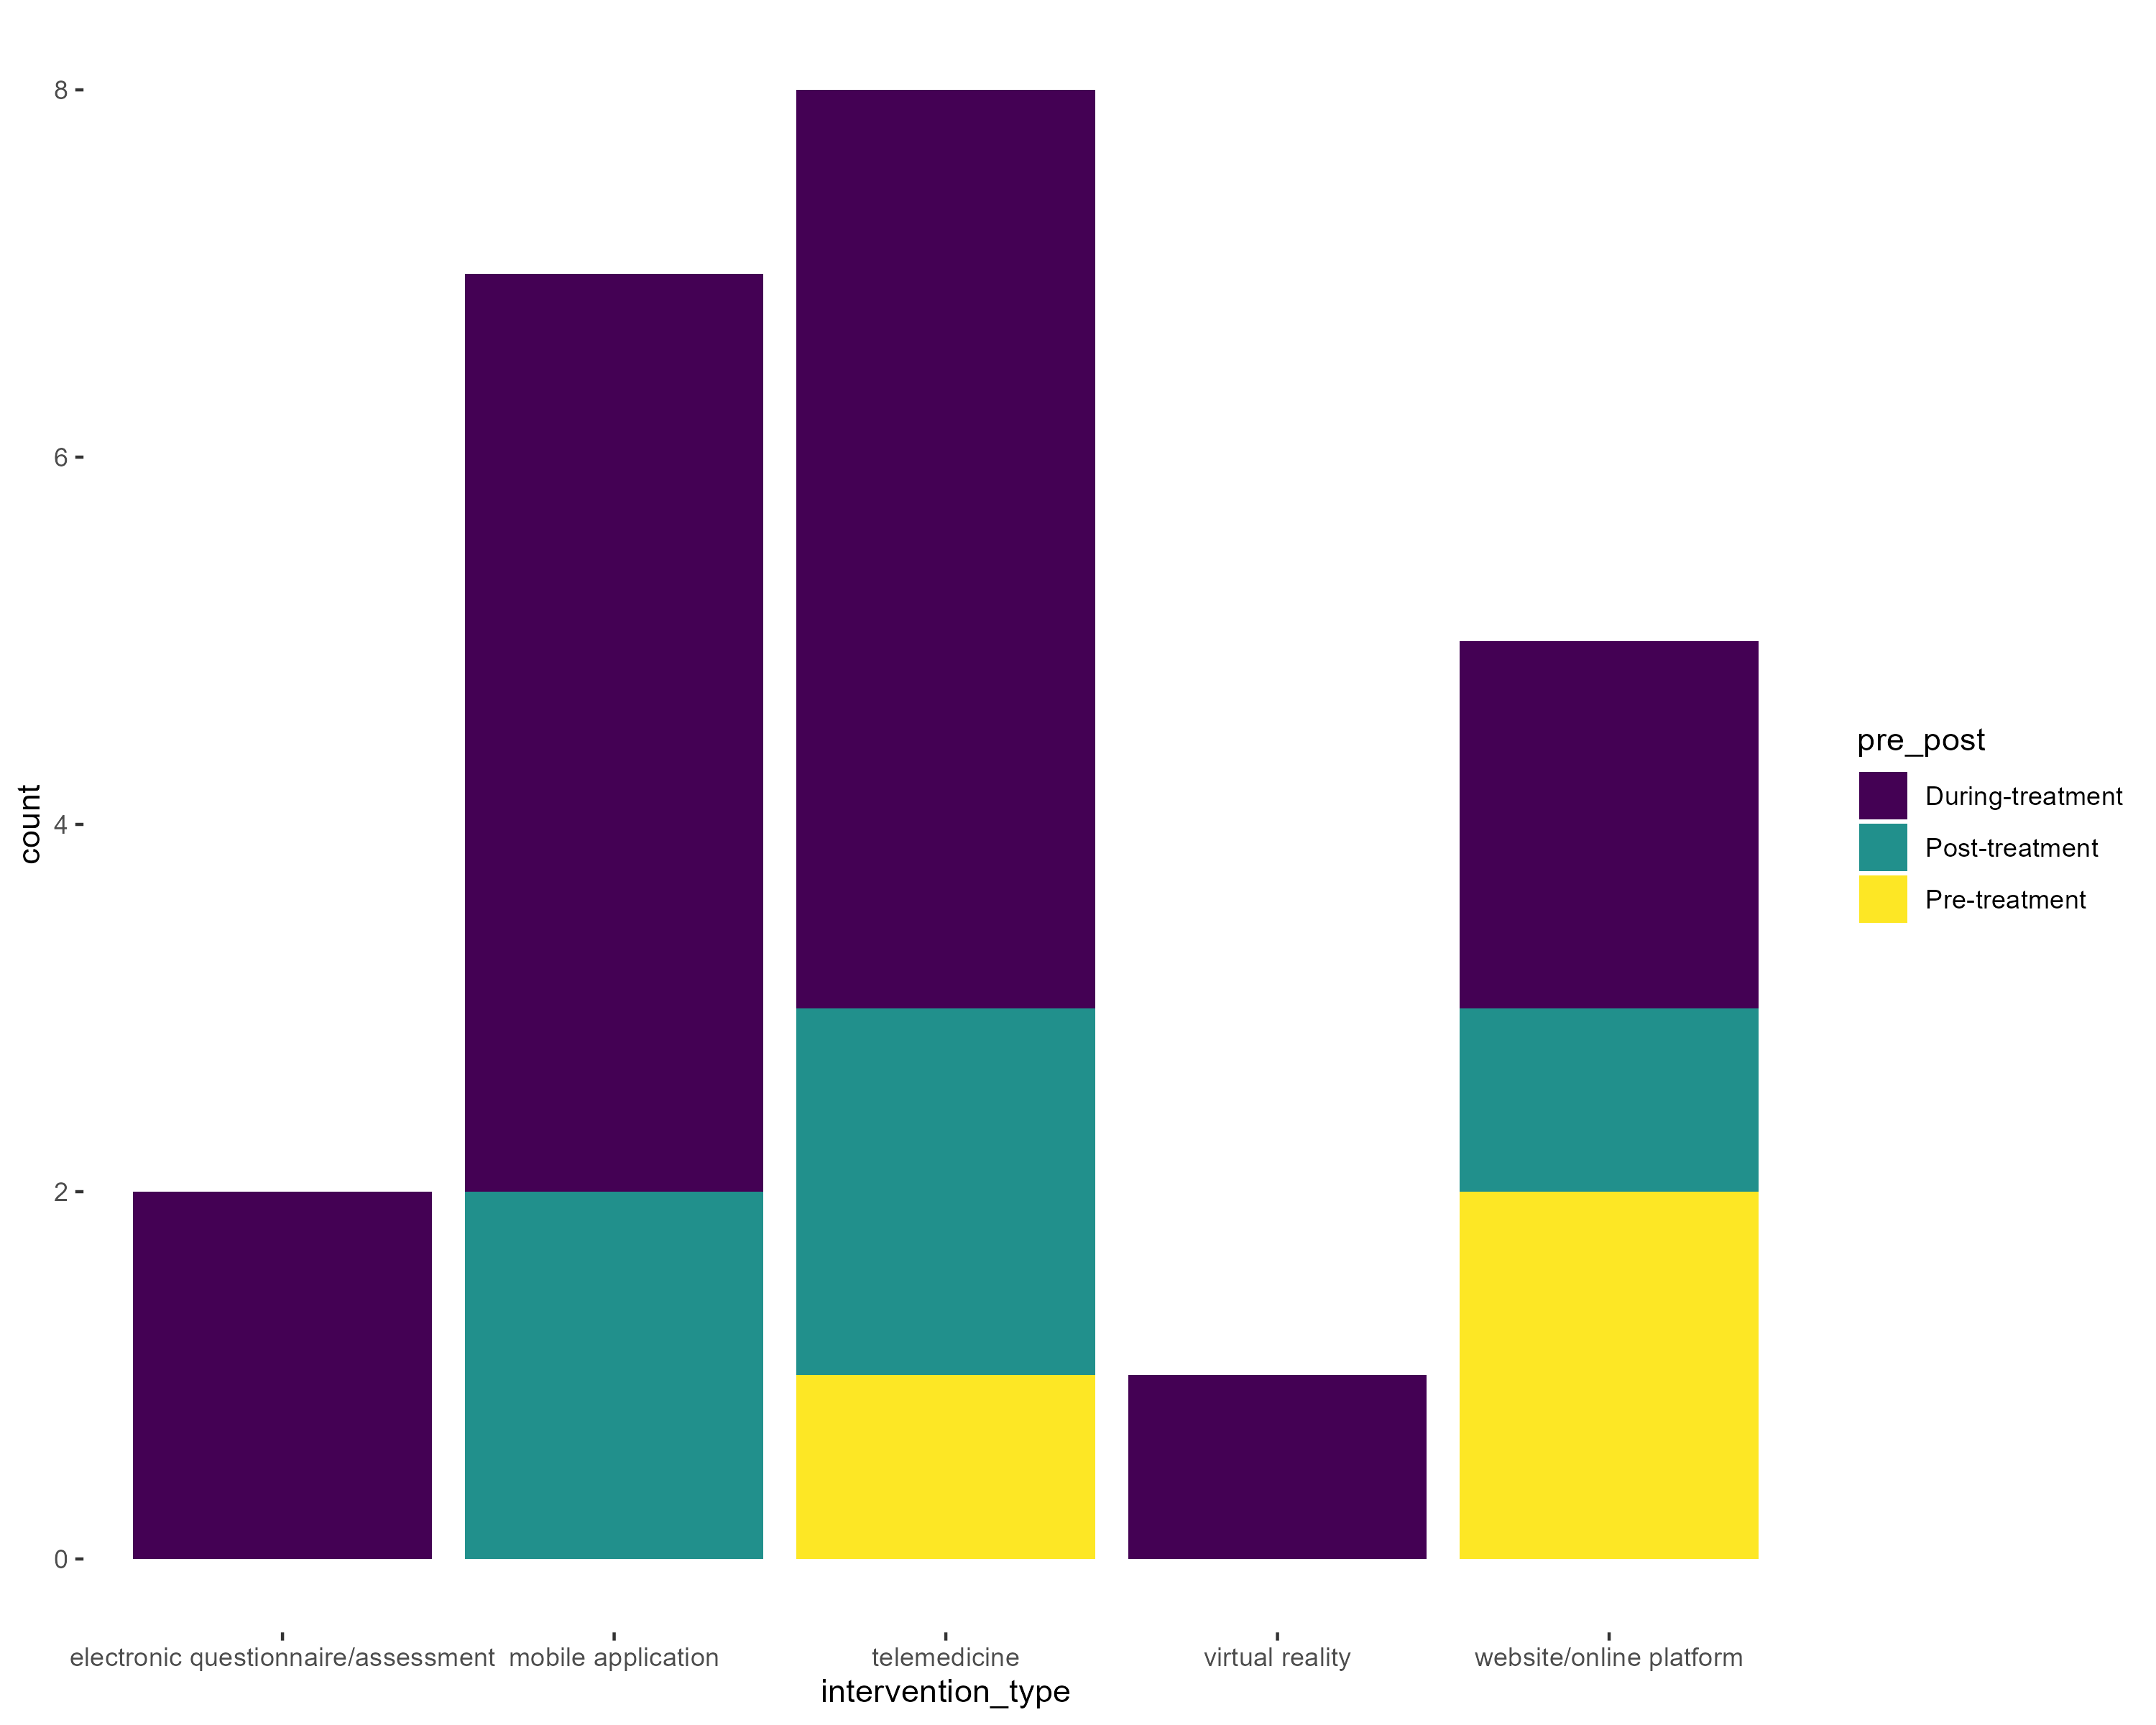 8
6
4
2
0
count
electronic questionnaire/assessment
mobile application
telemedicine
virtual reality
website/online platform
intervention_type
pre_post
During-treatment
Post-treatment
Pre-treatment